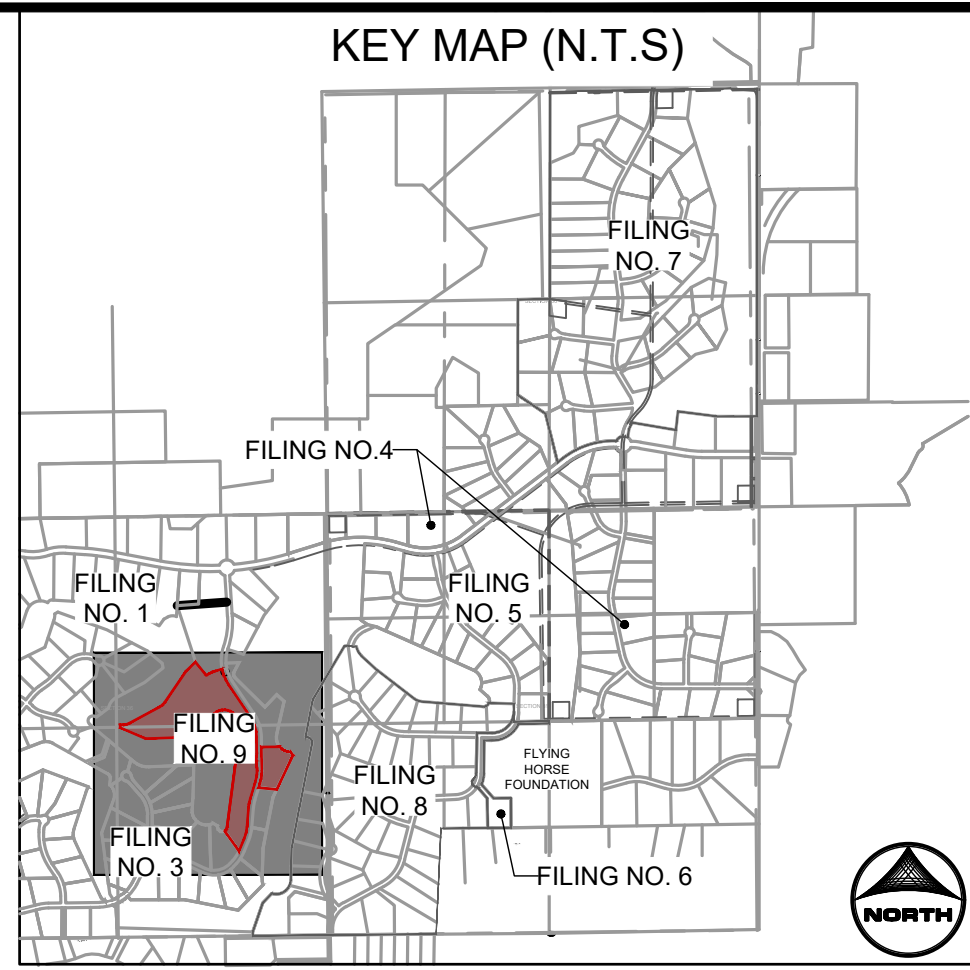 KEY MAP (N.T.S)
FILING
NO. 7
FILING NO.4
FILING
NO. 1
FILING
NO. 5
FILING
NO. 9
FLYING
HORSE
FOUNDATION
FILING
NO. 8
FILING
NO. 3
FILING NO. 6
NORTH